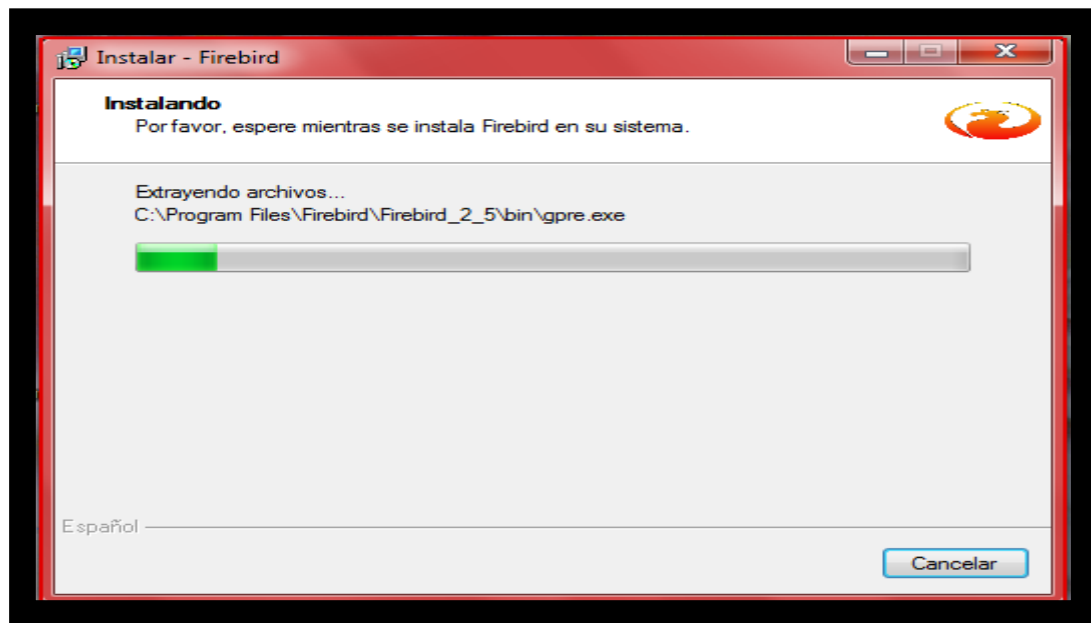 Instalar - Firebird
Instalando
Por favor, espere mientras se instala Firebird en su sistema.
Extrayendo archivos...
C:\Program Files\Firebird\Firebird_2_5\bin\gpre.exe
Español
Cancelar